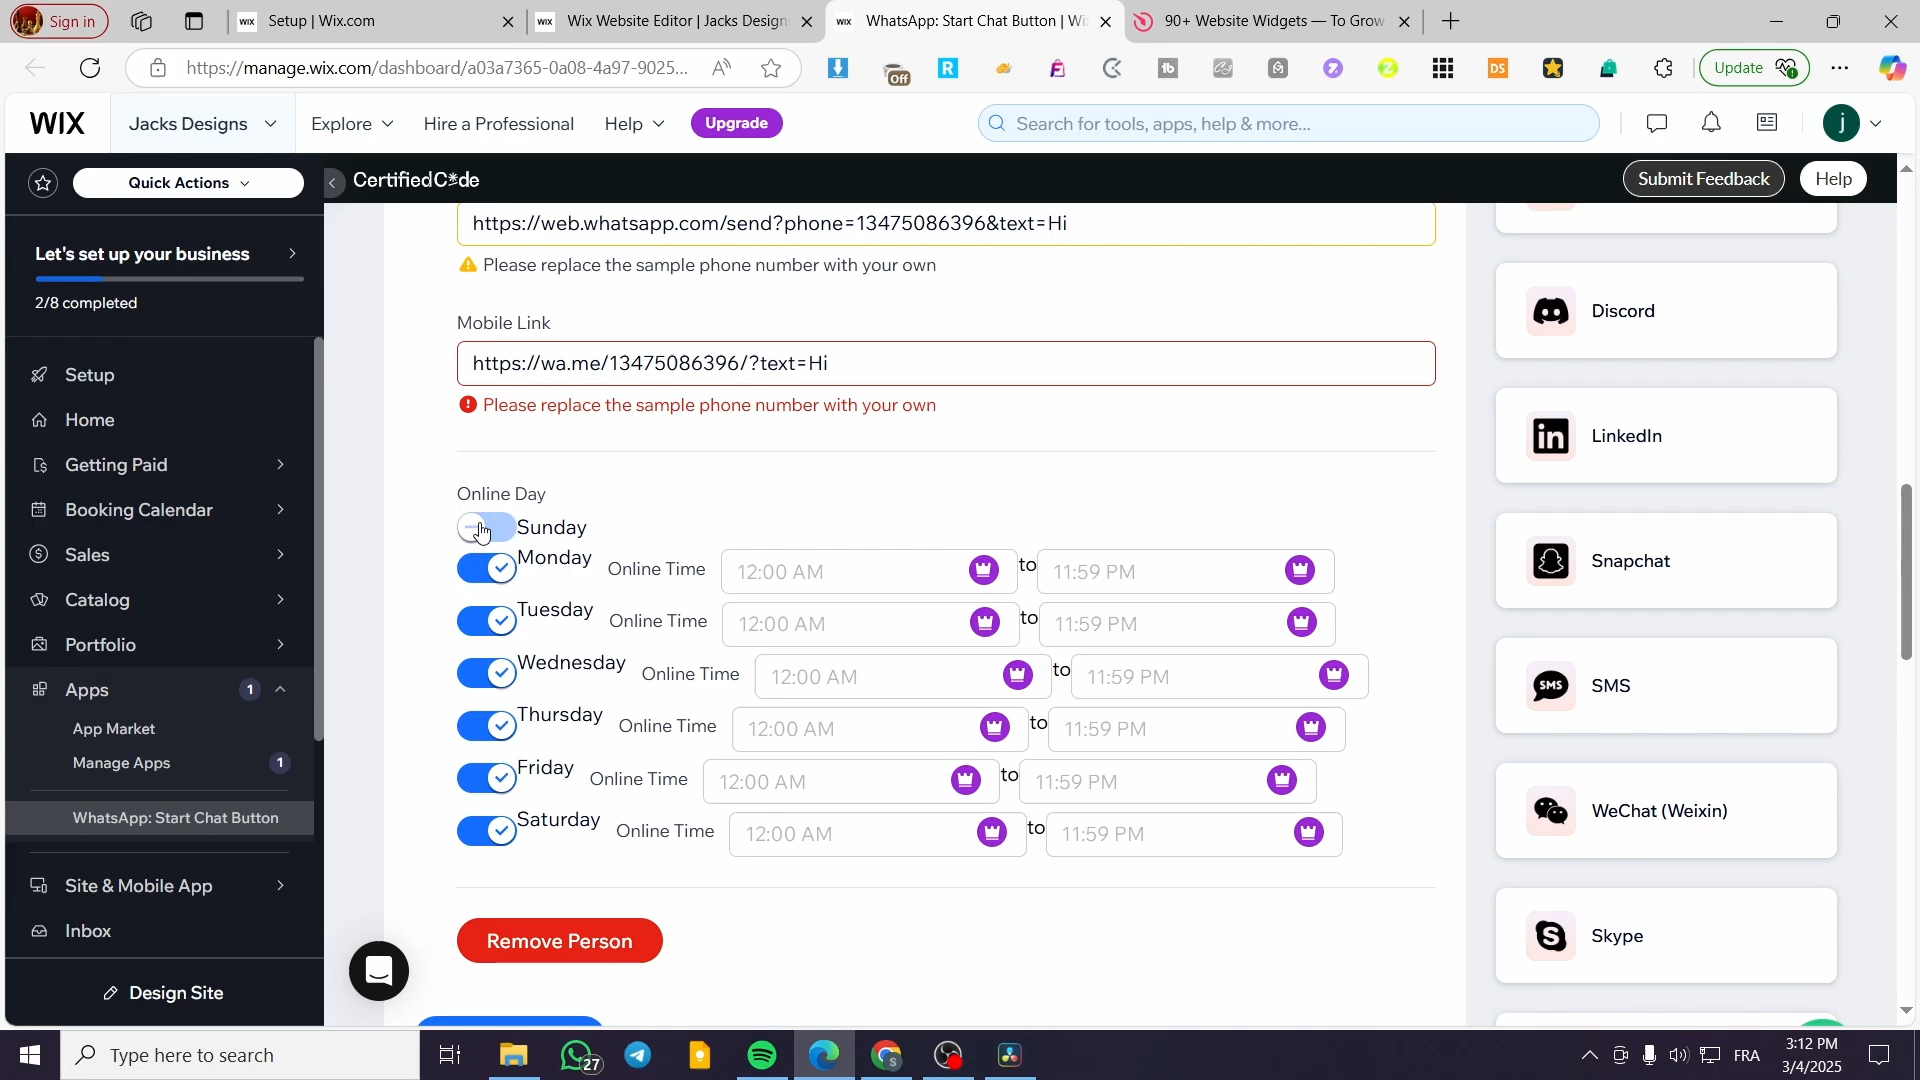 Sign in
Setup | Wix.com
Wix Website Editor | Jacks Design
WhatsApp: Start Chat Button | Wi
90+ Website Widgets — To Grow
https://manage.wix.com/dashboard/a03a7365-0a08-4a97-9025...
Off
Update
WIX
Jacks Designs
Explore
Hire a Professional
Help
Upgrade
Search for tools, apps, help & more...
j
Quick Actions
CertifiedC*de
Submit Feedback
Help
Let's set up your business
2/8 completed
Setup
Home
Getting Paid
Booking Calendar
Sales
Catalog
Portfolio
Apps
1
App Market
Manage Apps
1
WhatsApp: Start Chat Button
Site & Mobile App
Inbox
Design Site
https://web.whatsapp.com/send?phone=13475086396&text=Hi
Please replace the sample phone number with your own
Mobile Link
https://wa.me/13475086396/?text=Hi
Please replace the sample phone number with your own
Online Day
Sunday
Monday Online Time 12:00 AM to 11:59 PM
Tuesday Online Time 12:00 AM to 11:59 PM
Wednesday Online Time 12:00 AM to 11:59 PM
Thursday Online Time 12:00 AM to 11:59 PM
Friday Online Time 12:00 AM to 11:59 PM
Saturday Online Time 12:00 AM to 11:59 PM
Remove Person
Discord
LinkedIn
Snapchat
SMS
SMS
WeChat (Weixin)
Skype
Type here to search
27
FRA
3:12 PM
3/4/2025